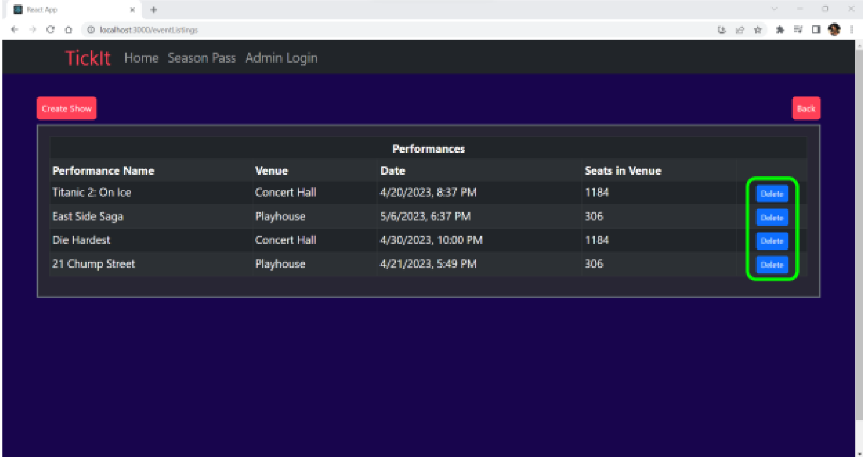 React App
localhost:3000/eventListings
TickIt Home Season Pass Admin Login
Create Show Back
Performances
Performance Name Venue Date Seats in Venue
Titanic 2: On Ice Concert Hall 4/20/2023, 8:37 PM 1184 Delete
East Side Saga Playhouse 5/6/2023, 6:37 PM 306 Delete
Die Hardest Concert Hall 4/30/2023, 10:00 PM 1184 Delete
21 Chump Street Playhouse 4/21/2023, 5:49 PM 306 Delete